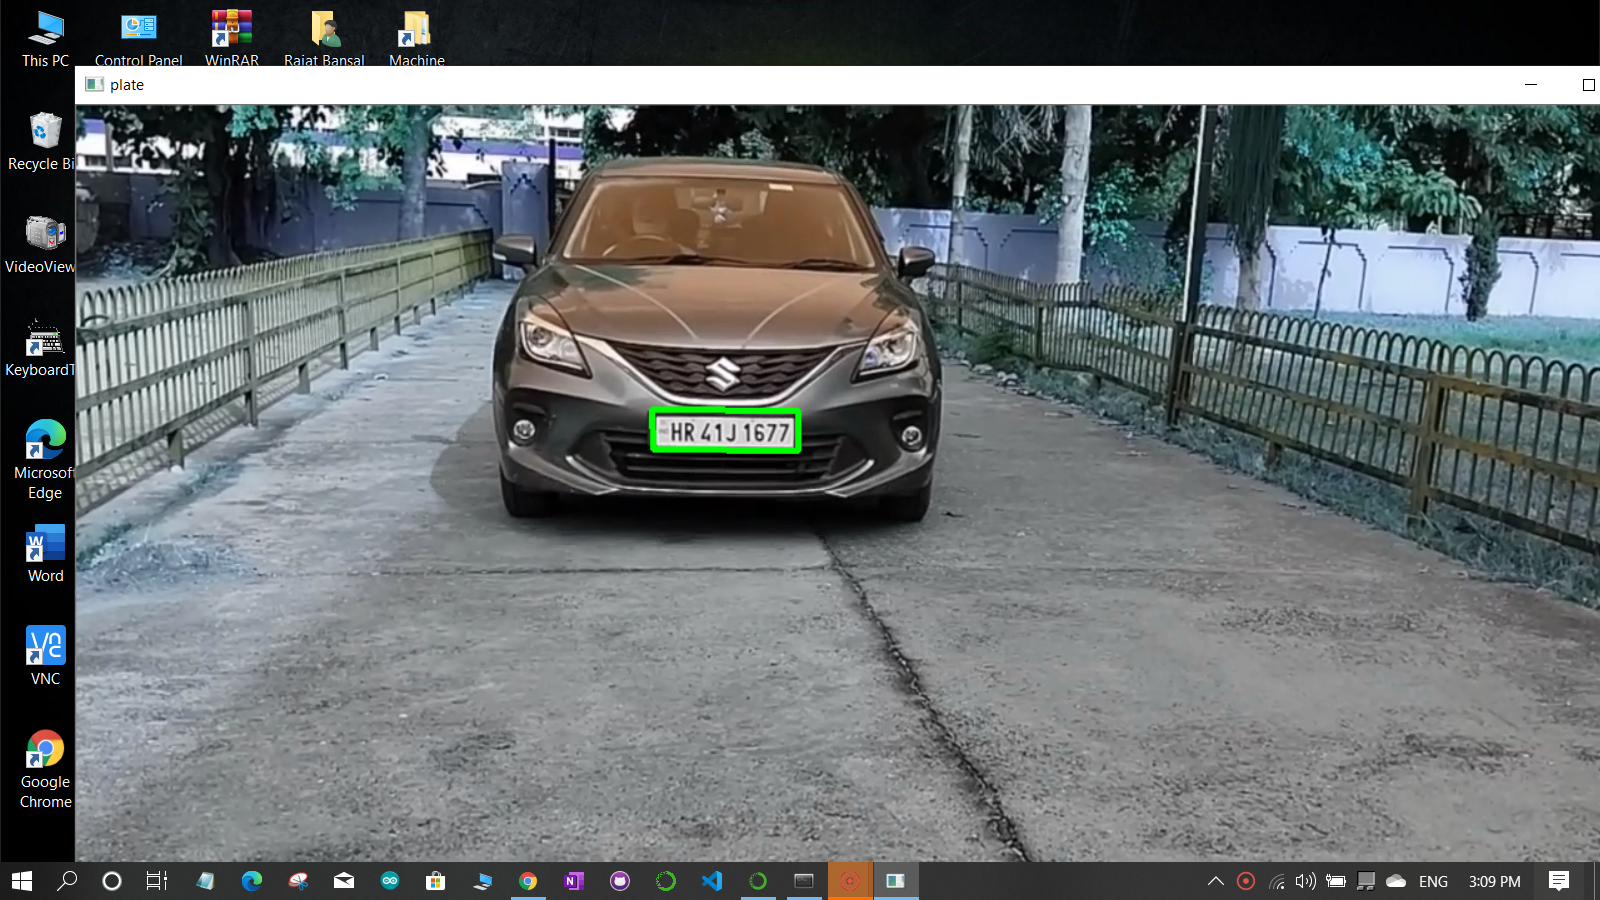 This PC
Control Panel
WinRAR
Rajat Bansal
Machine
plate
Recycle Bi
VideoView
KeyboardT
Microsof
Edge
Word
VNC
Google
Chrome
HR 41J 1677
ENG
3:09 PM